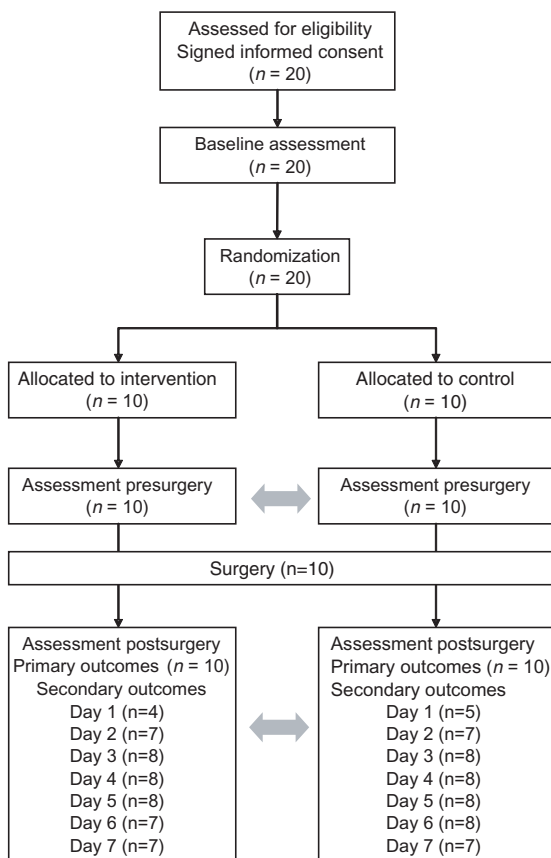 Assessed for eligibility
Signed informed consent
(n = 20)
Baseline assessment
(n = 20)
Randomization
(n = 20)
Allocated to intervention
(n = 10)
Allocated to control
(n = 10)
Assessment presurgery
(n = 10)
Assessment presurgery
(n = 10)
Surgery (n=10)
Assessment postsurgery
Primary outcomes (n = 10)
Secondary outcomes
Day 1 (n=4)
Day 2 (n=7)
Day 3 (n=8)
Day 4 (n=8)
Day 5 (n=8)
Day 6 (n=7)
Day 7 (n=7)
Assessment postsurgery
Primary outcomes (n = 10)
Secondary outcomes
Day 1 (n=5)
Day 2 (n=7)
Day 3 (n=8)
Day 4 (n=8)
Day 5 (n=8)
Day 6 (n=8)
Day 7 (n=7)